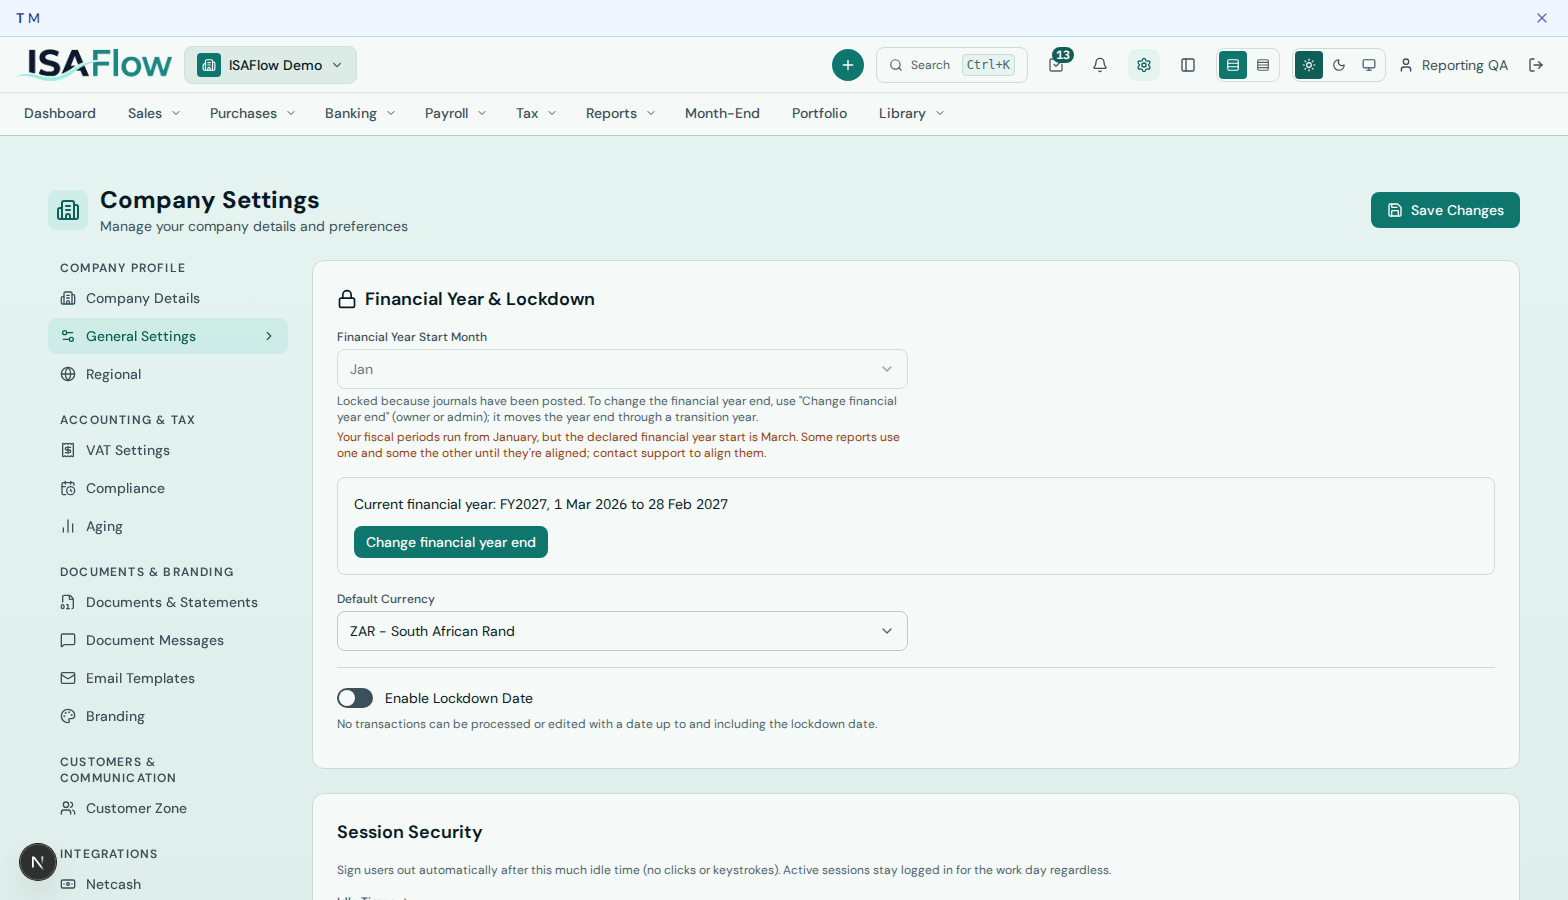 T M
ISAFlow
ISAFlow Demo
Search Ctrl+K
13
Reporting QA
Dashboard Sales Purchases Banking Payroll Tax Reports Month-End Portfolio Library
Company Settings
Manage your company details and preferences
Save Changes
COMPANY PROFILE
Company Details
General Settings
Regional
ACCOUNTING & TAX
VAT Settings
Compliance
Aging
DOCUMENTS & BRANDING
Documents & Statements
Document Messages
Email Templates
Branding
CUSTOMERS &
COMMUNICATION
Customer Zone
INTEGRATIONS
Netcash
N
Financial Year & Lockdown
Financial Year Start Month
Jan
Locked because journals have been posted. To change the financial year end, use "Change financial
year end" (owner or admin); it moves the year end through a transition year.
Your fiscal periods run from January, but the declared financial year start is March. Some reports use
one and some the other until they're aligned; contact support to align them.
Current financial year: FY2027, 1 Mar 2026 to 28 Feb 2027
Change financial year end
Default Currency
ZAR - South African Rand
Enable Lockdown Date
No transactions can be processed or edited with a date up to and including the lockdown date.
Session Security
Sign users out automatically after this much idle time (no clicks or keystrokes). Active sessions stay logged in for the work day regardless.